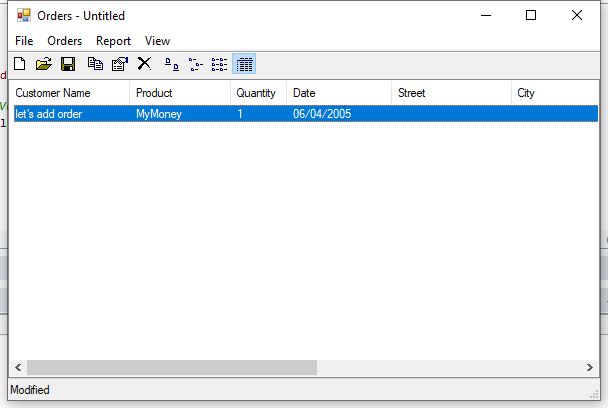 Orders - Untitled
File Orders Report View
Customer Name Product Quantity Date Street City
let's add order MyMoney 1 06/04/2005
Modified